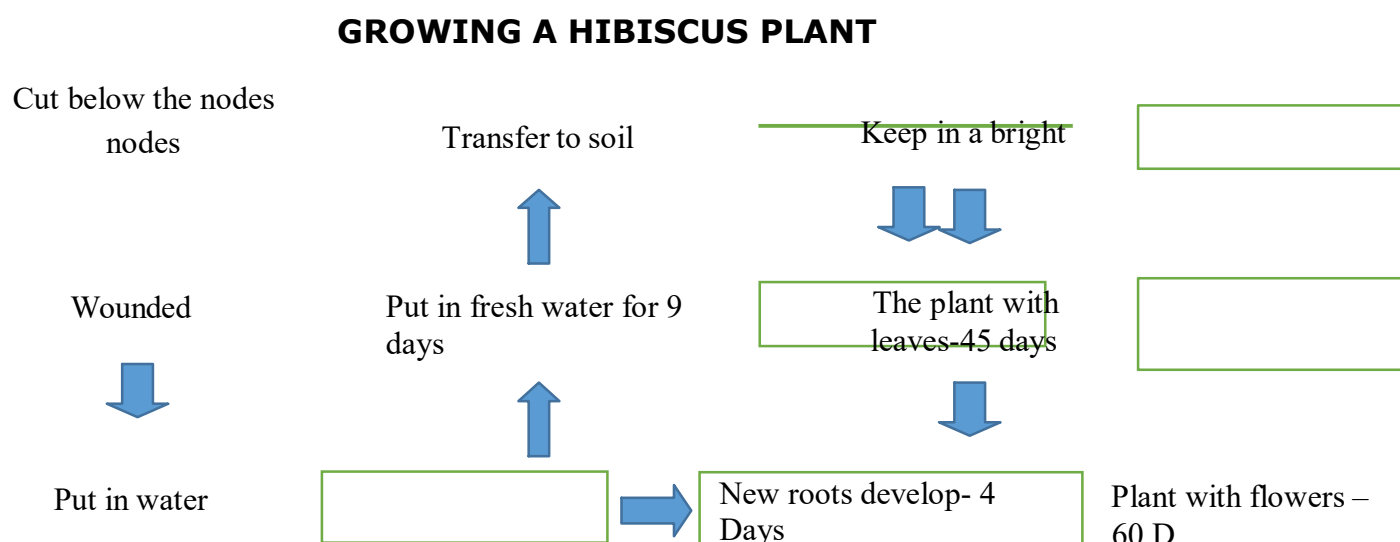 GROWING A HIBISCUS PLANT
Cut below the nodes
nodes
Transfer to soil
Keep in a bright
Wounded
Put in fresh water for 9
days
The plant with
leaves-45 days
Put in water
New roots develop- 4
Days
Plant with flowers –
60 D